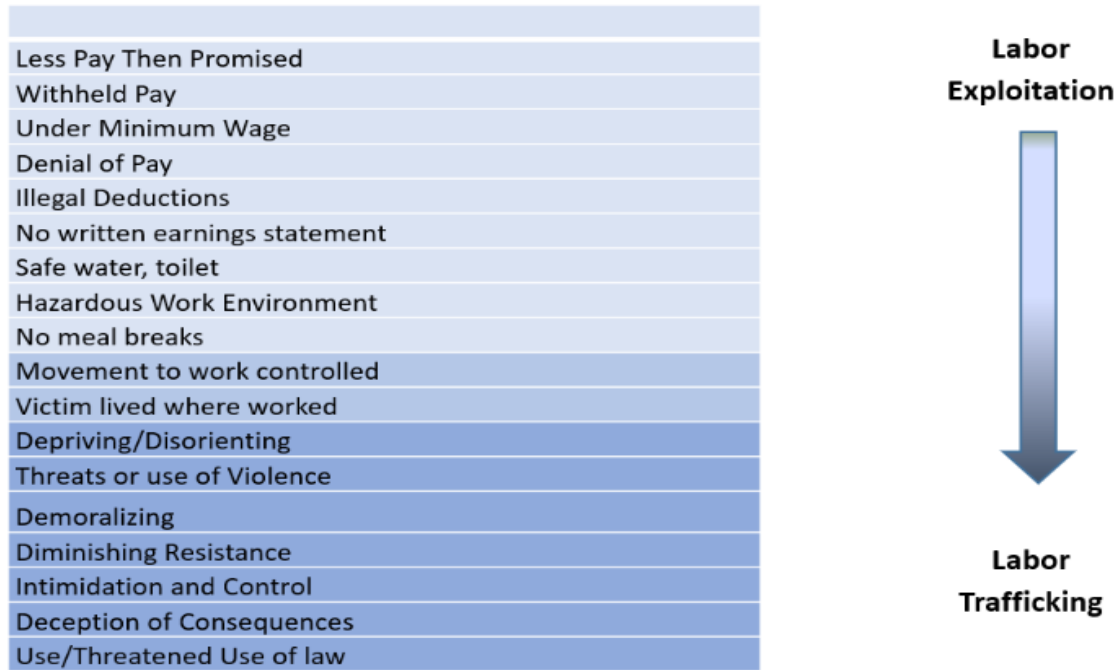 Less Pay Then Promised
Withheld Pay
Under Minimum Wage
Denial of Pay
Illegal Deductions
No written earnings statement
Safe water, toilet
Hazardous Work Environment
No meal breaks
Movement to work controlled
Victim lived where worked
Depriving/Disorienting
Threats or use of Violence
Demoralizing
Diminishing Resistance
Intimidation and Control
Deception of Consequences
Use/Threatened Use of law
Labor
Exploitation
Labor
Trafficking